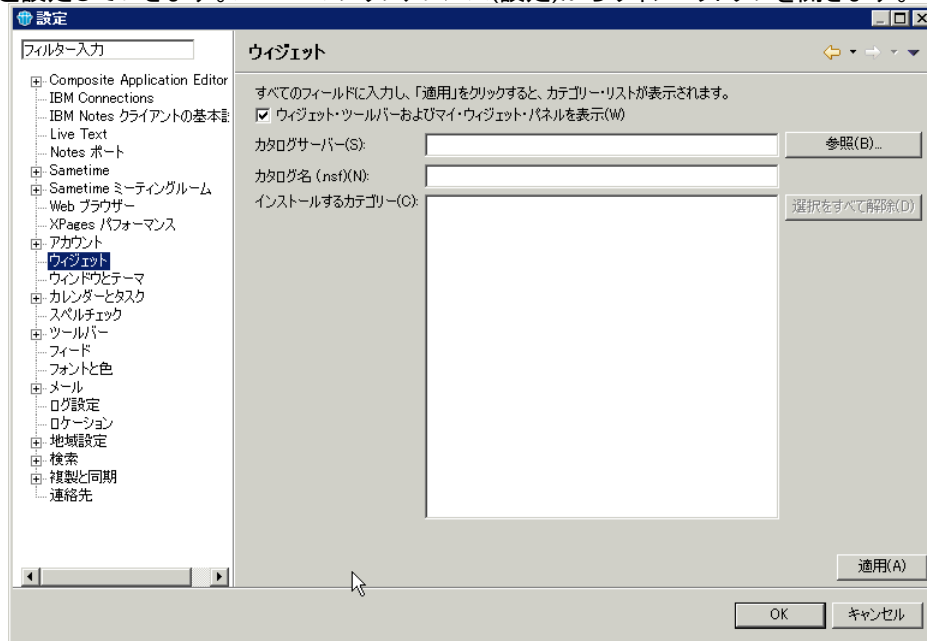 設定
フィルター入力
Composite Application Editor
IBM Connections
IBM Notes クライアントの基本
Live Text
Notes ポート
Sametime
Sametime ミーティングルーム
Web ブラウザー
XPages パフォーマンス
アカウント
ウィジェット
ウィンドウとテーマ
カレンダーとタスク
スペルチェック
ツールバー
フィード
フォントと色
メール
ログ設定
ロケーション
地域設定
検索
複製と同期
連絡先
ウィジェット
すべてのフィールドに入力し、「適用」をクリックすると、カテゴリー・リストが表示されます。
ウィジェット・ツールバーおよびマイ・ウィジェット・パネルを表示(W)
カタログサーバー(S):
参照(B)...
カタログ名 (.nsf)(N):
インストールするカテゴリー(C):
選択をすべて解除(D)
適用(A)
OK
キャンセル